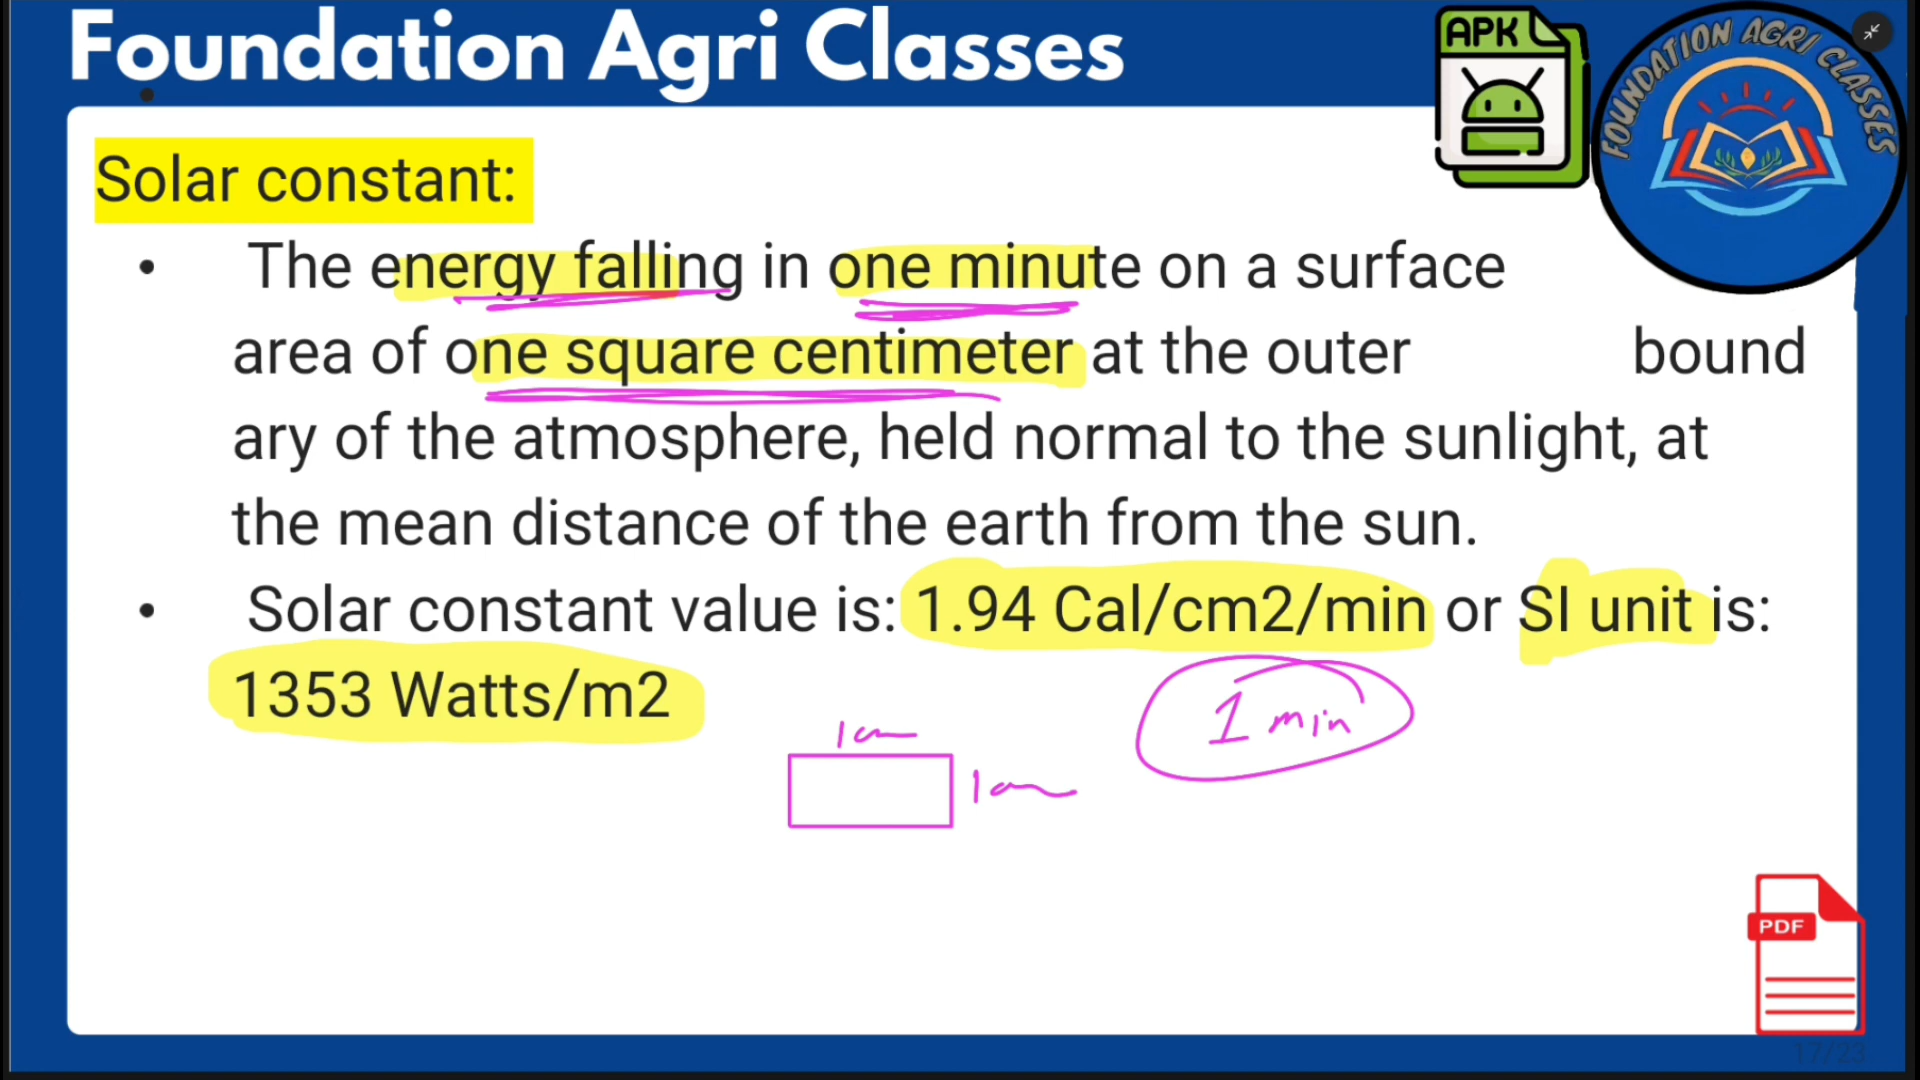 Foundation Agri Classes
APK
FOUNDATION AGRI CLASSES
Solar constant:
• The energy falling in one minute on a surface
area of one square centimeter at the outer bound
ary of the atmosphere, held normal to the sunlight, at
the mean distance of the earth from the sun.
• Solar constant value is: 1.94 Cal/cm2/min or SI unit is:
1353 Watts/m2
1 min
1cm
1cm
PDF
17/23